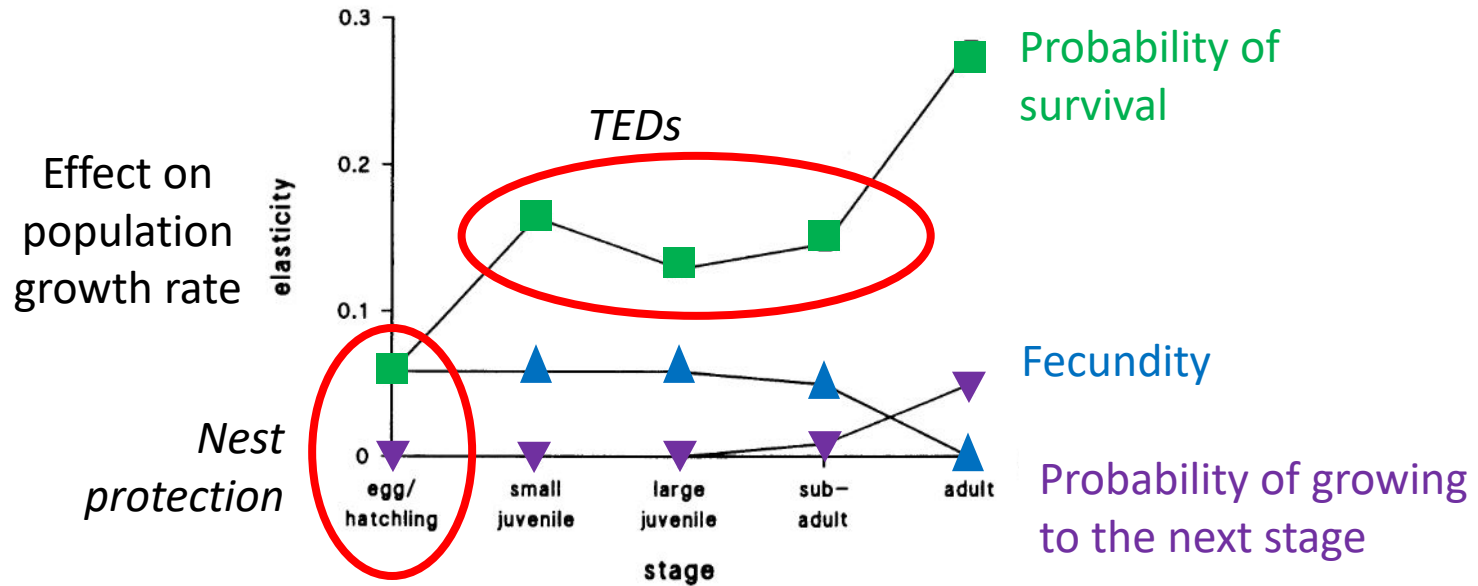 0.3
Probability of
survival
TEDs
0.2
Effect on
population
growth rate
elasticity
0.1
Fecundity
Nest
protection
0
egg/
hatchling
small
juvenile
large
juvenile
sub-
adult
adult
Probability of growing
to the next stage
stage